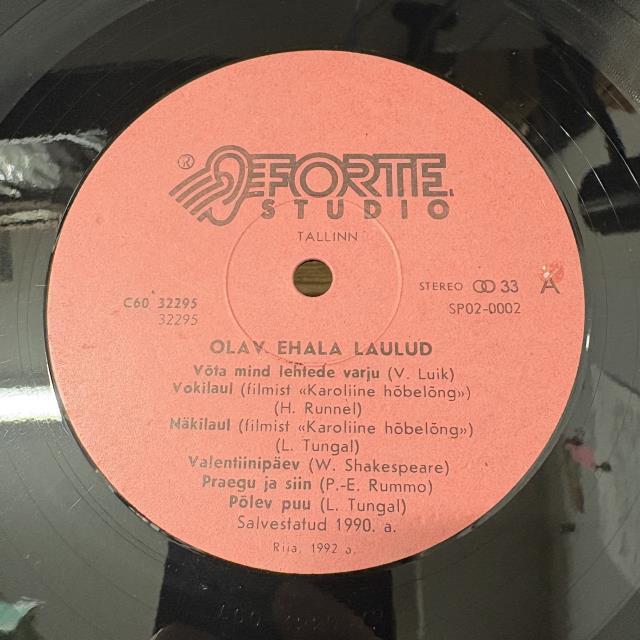 ® FORTE
STUDIO
TALLINN
C60 32295
32295
STEREO 33 A
SP02-0002
OLAV EHALA LAULUD
Võta mind lehtede varju (V. Luik)
Vokilaul (filmist «Karoliine hõbelõng»)
(H. Runnel)
Näkilaul (filmist «Karoliine hõbelõng»)
(L. Tungal)
Valentiinipäev (W. Shakespeare)
Praegu ja siin (P.-E. Rummo)
Põlev puu (L. Tungal)
Salvestatud 1990. a.
Riia, 1992 a.